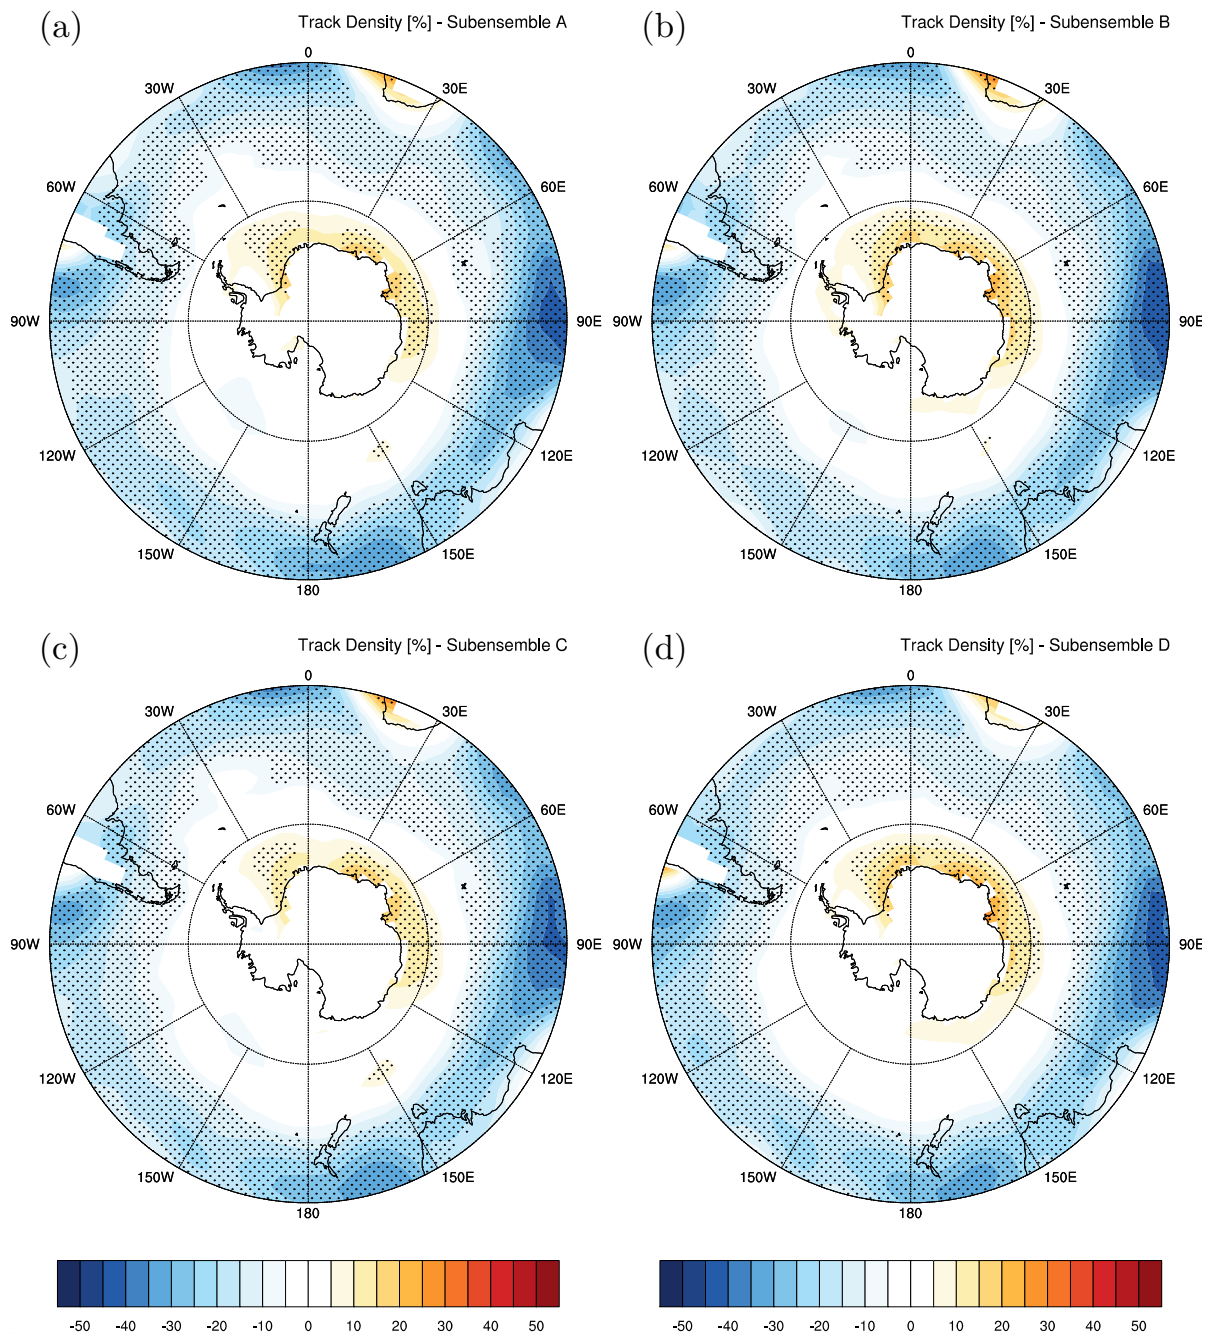 (a) Track Density [%] - Subensemble A
0
30W 30E
60W 60E
90W 90E
120W 120E
150W 150E
180
(b) Track Density [%] - Subensemble B
0
30W 30E
60W 60E
90W 90E
120W 120E
150W 150E
180
(c) Track Density [%] - Subensemble C
0
30W 30E
60W 60E
90W 90E
120W 120E
150W 150E
180
(d) Track Density [%] - Subensemble D
0
30W 30E
60W 60E
90W 90E
120W 120E
150W 150E
180
-50 -40 -30 -20 -10 0 10 20 30 40 50
-50 -40 -30 -20 -10 0 10 20 30 40 50